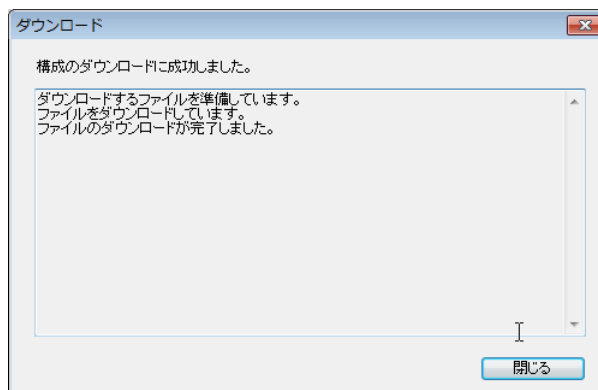 ダウンロード
構成のダウンロードに成功しました。
ダウンロードするファイルを準備しています。
ファイルをダウンロードしています。
ファイルのダウンロードが完了しました。
閉じる